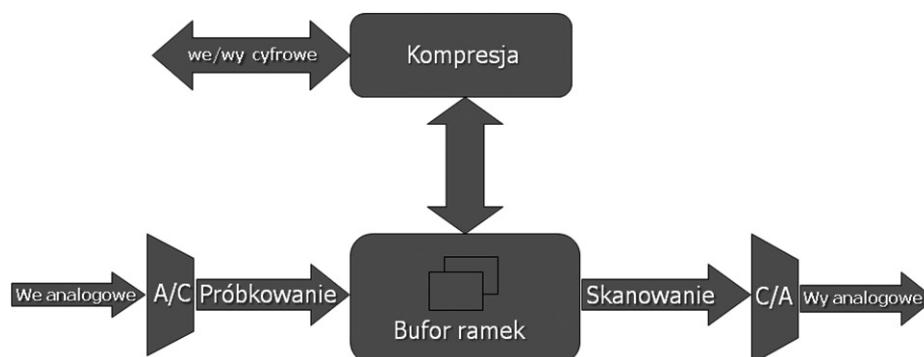 we/wy cyfrowe
Kompresja
We analogowe
A/C
Próbkowanie
Bufor ramek
Skanowanie
C/A
Wy analogowe